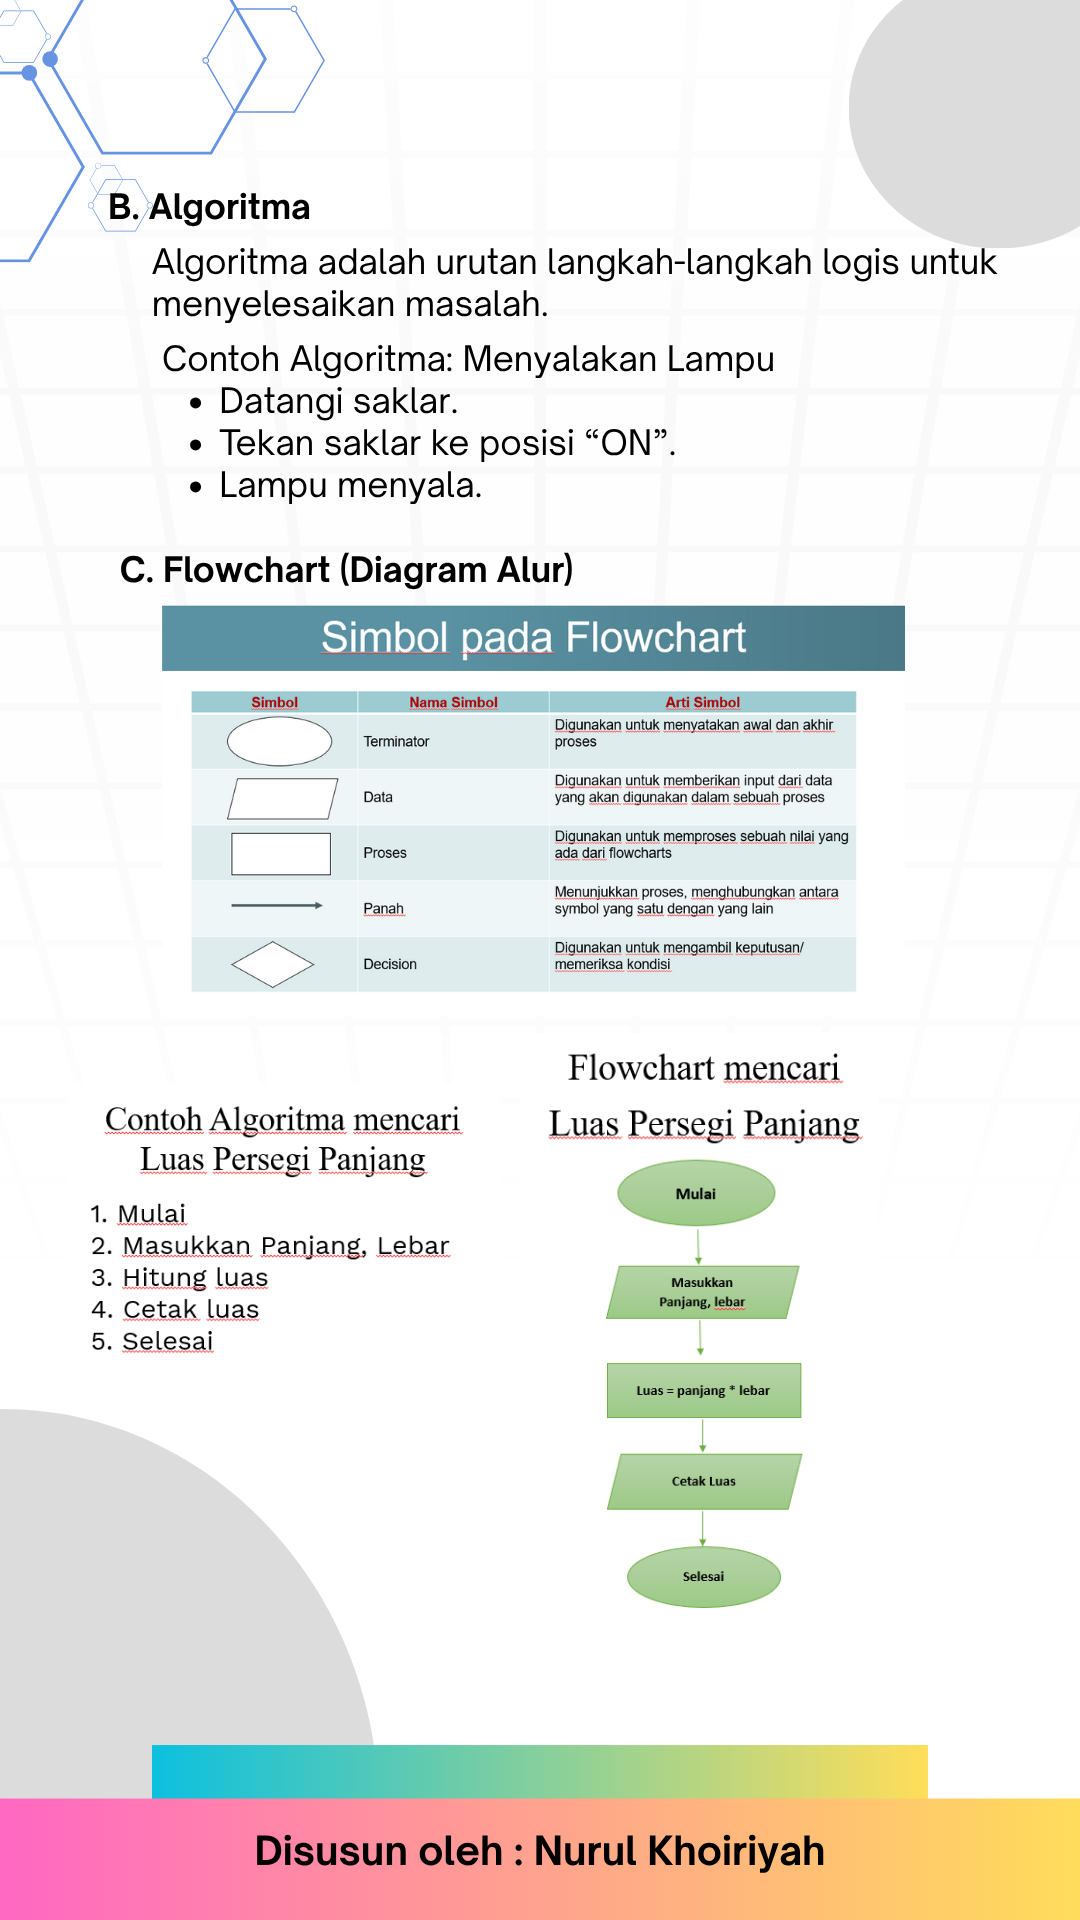 B. Algoritma
Algoritma adalah urutan langkah-langkah logis untuk
menyelesaikan masalah.
Contoh Algoritma: Menyalakan Lampu
• Datangi saklar.
• Tekan saklar ke posisi “ON”.
• Lampu menyala.
C. Flowchart (Diagram Alur)
Simbol pada Flowchart
Simbol Nama Simbol Arti Simbol
Terminator Digunakan untuk menyatakan awal dan akhir
proses
Data Digunakan untuk memberikan input dari data
yang akan digunakan dalam sebuah proses
Proses Digunakan untuk memproses sebuah nilai yang
ada dari flowcharts
Panah Menunjukkan proses, menghubungkan antara
symbol yang satu dengan yang lain
Decision Digunakan untuk mengambil keputusan/
memeriksa kondisi
Contoh Algoritma mencari
Luas Persegi Panjang
1. Mulai
2. Masukkan Panjang, Lebar
3. Hitung luas
4. Cetak luas
5. Selesai
Flowchart mencari
Luas Persegi Panjang
Mulai
Masukkan
Panjang, lebar
Luas = panjang * lebar
Cetak Luas
Selesai
Disusun oleh : Nurul Khoiriyah